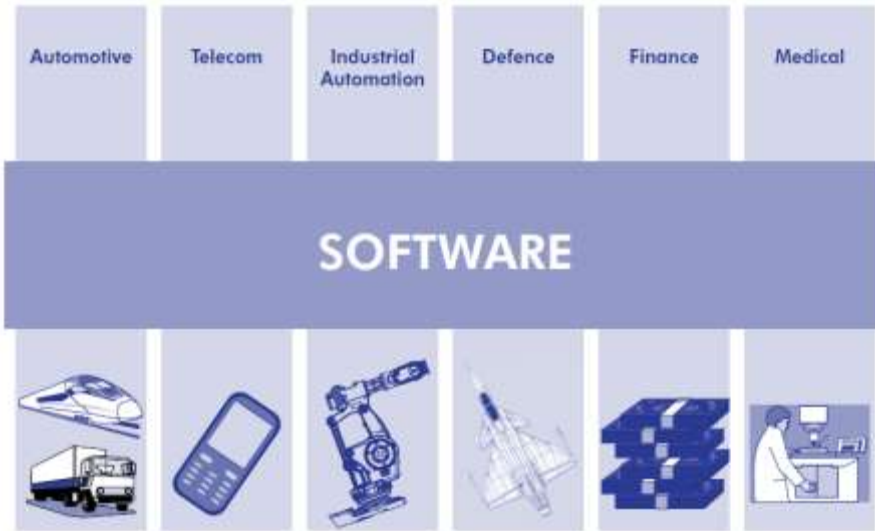 Automotive
Telecom
Industrial
Automation
Defence
Finance
Medical
SOFTWARE